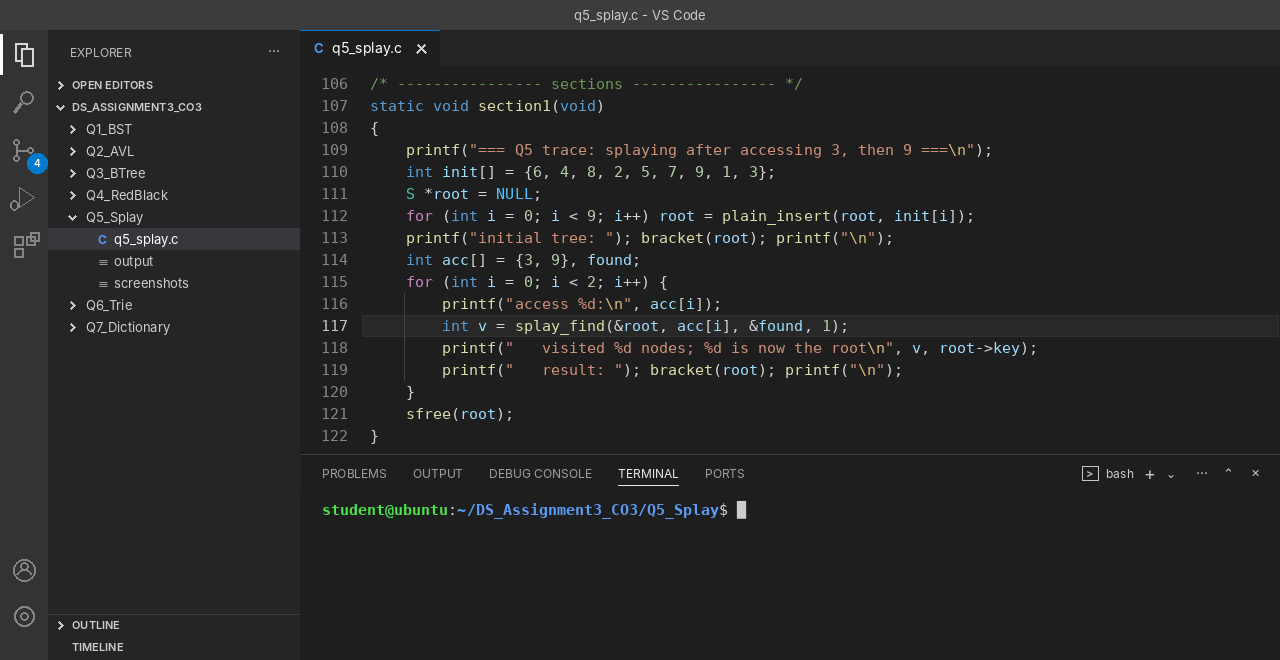 q5_splay.c - VS Code
EXPLORER
OPEN EDITORS
DS_ASSIGNMENT3_CO3
Q1_BST
Q2_AVL
Q3_BTree
Q4_RedBlack
Q5_Splay
C q5_splay.c
output
screenshots
Q6_Trie
Q7_Dictionary
OUTLINE
TIMELINE
4
C q5_splay.c
106 /* ---------------- sections ---------------- */
107 static void section1(void)
108 {
109     printf("=== Q5 trace: splaying after accessing 3, then 9 ===\n");
110     int init[] = {6, 4, 8, 2, 5, 7, 9, 1, 3};
111     S *root = NULL;
112     for (int i = 0; i < 9; i++) root = plain_insert(root, init[i]);
113     printf("initial tree: "); bracket(root); printf("\n");
114     int acc[] = {3, 9}, found;
115     for (int i = 0; i < 2; i++) {
116         printf("access %d:\n", acc[i]);
117         int v = splay_find(&root, acc[i], &found, 1);
118         printf("   visited %d nodes; %d is now the root\n", v, root->key);
119         printf("   result: "); bracket(root); printf("\n");
120     }
121     sfree(root);
122 }
PROBLEMS OUTPUT DEBUG CONSOLE TERMINAL PORTS bash
student@ubuntu:~/DS_Assignment3_CO3/Q5_Splay$